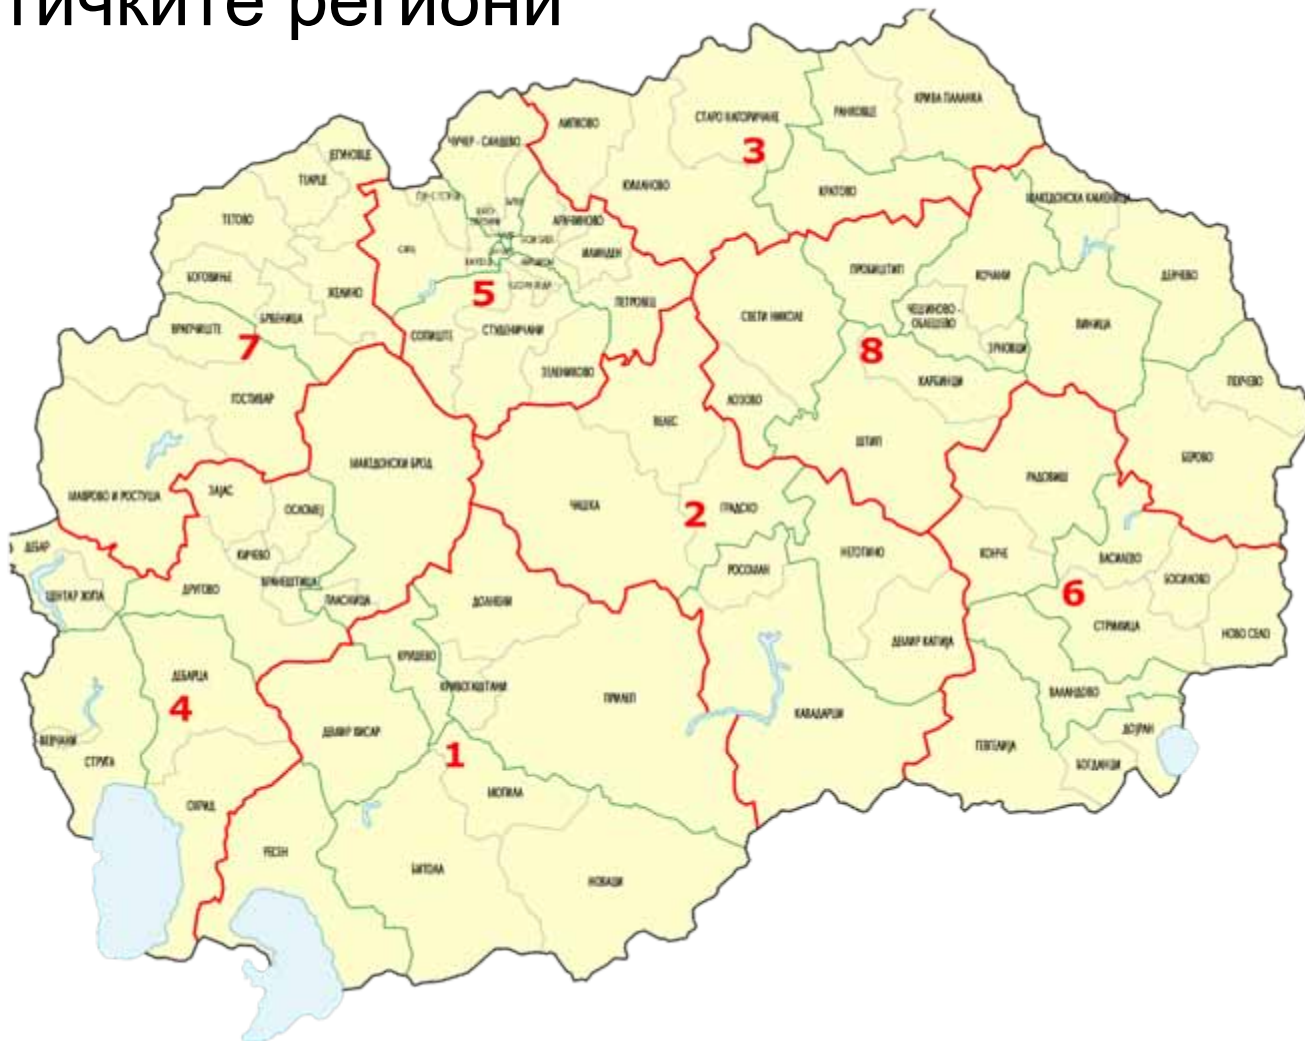 тичките региони
КРИВА ПАЛАНКА
РАНКОВЦЕ
СТАРО НАГОРИЧАНЕ
ЛИПКОВО
3
ЧУЧЕР - САНДЕВО
ЈЕГУНОВЦЕ
ТЕАРЦЕ
КУМАНОВО
КРАТОВО
МАКЕДОНСКА КАМЕНИЦА
ТЕТОВО
АРАЧИНОВО
ИЛИНДЕН
БОГОВИЊЕ
ЖЕЛИНО
ПРОБИШТИП
КОЧАНИ
ДЕЛЧЕВО
5
ПЕТРОВЕЦ
СВЕТИ НИКОЛЕ
ЧЕШИНОВО -
ОБЛЕШЕВО
ВИНИЦА
БРВЕНИЦА
ВРАПЧИШТЕ
СОПИШТЕ
СТУДЕНИЧАНИ
7
8
ЗРНОВЦИ
ЗЕЛЕНИКОВО
КАРБИНЦИ
ПЕХЧЕВО
ГОСТИВАР
ЛОЗОВО
ВЕЛЕС
ШТИП
БЕРОВО
МАКЕДОНСКИ БРОД
РАДОВИШ
ЗАЈАС
МАВРОВО И РОСТУША
ОСЛОМЕЈ
ЧАШКА
2
ГРАДСКО
ДЕБАР
КИЧЕВО
НЕГОТИНО
КОНЧЕ
ВАСИЛЕВО
РОСОМАН
ВРАНЕШТИЦА
БОСИЛОВО
ЦЕНТАР ЖУПА
ДРУГОВО
ПЛАСНИЦА
ДОЛНЕНИ
6
СТРУМИЦА
НОВО СЕЛО
ДЕМИР КАПИЈА
КРУШЕВО
ДЕБАРЦА
КРИВОГАШТАНИ
ПРИЛЕП
ВАЛАНДОВО
4
КАВАДАРЦИ
ДЕМИР ХИСАР
ДОЈРАН
ВЕВЧАНИ
ГЕВГЕЛИЈА
1
СТРУГА
БОГДАНЦИ
МОГИЛА
ОХРИД
РЕСЕН
БИТОЛА
НОВАЦИ